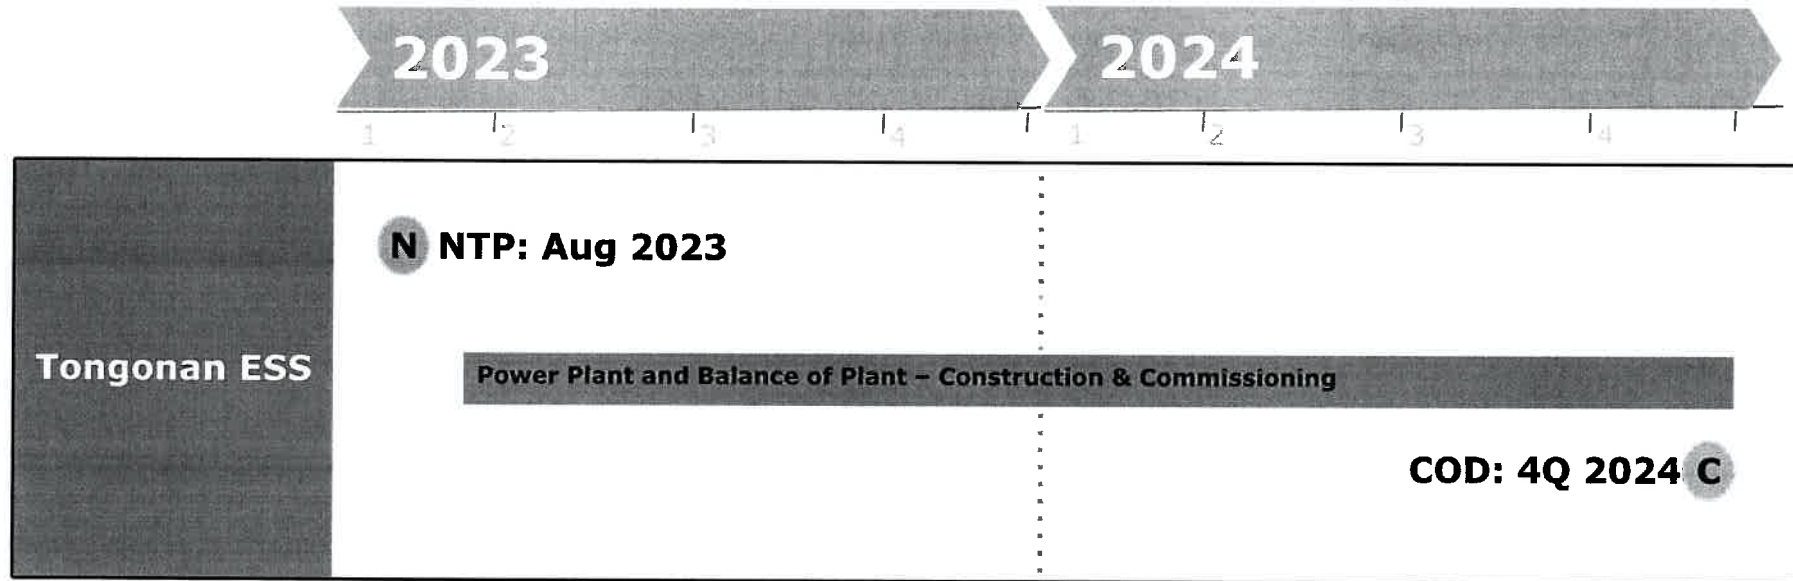 2023 2024
1 2 3 4 1 2 3 4
N NTP: Aug 2023
Tongonan ESS
Power Plant and Balance of Plant – Construction & Commissioning
COD: 4Q 2024 C